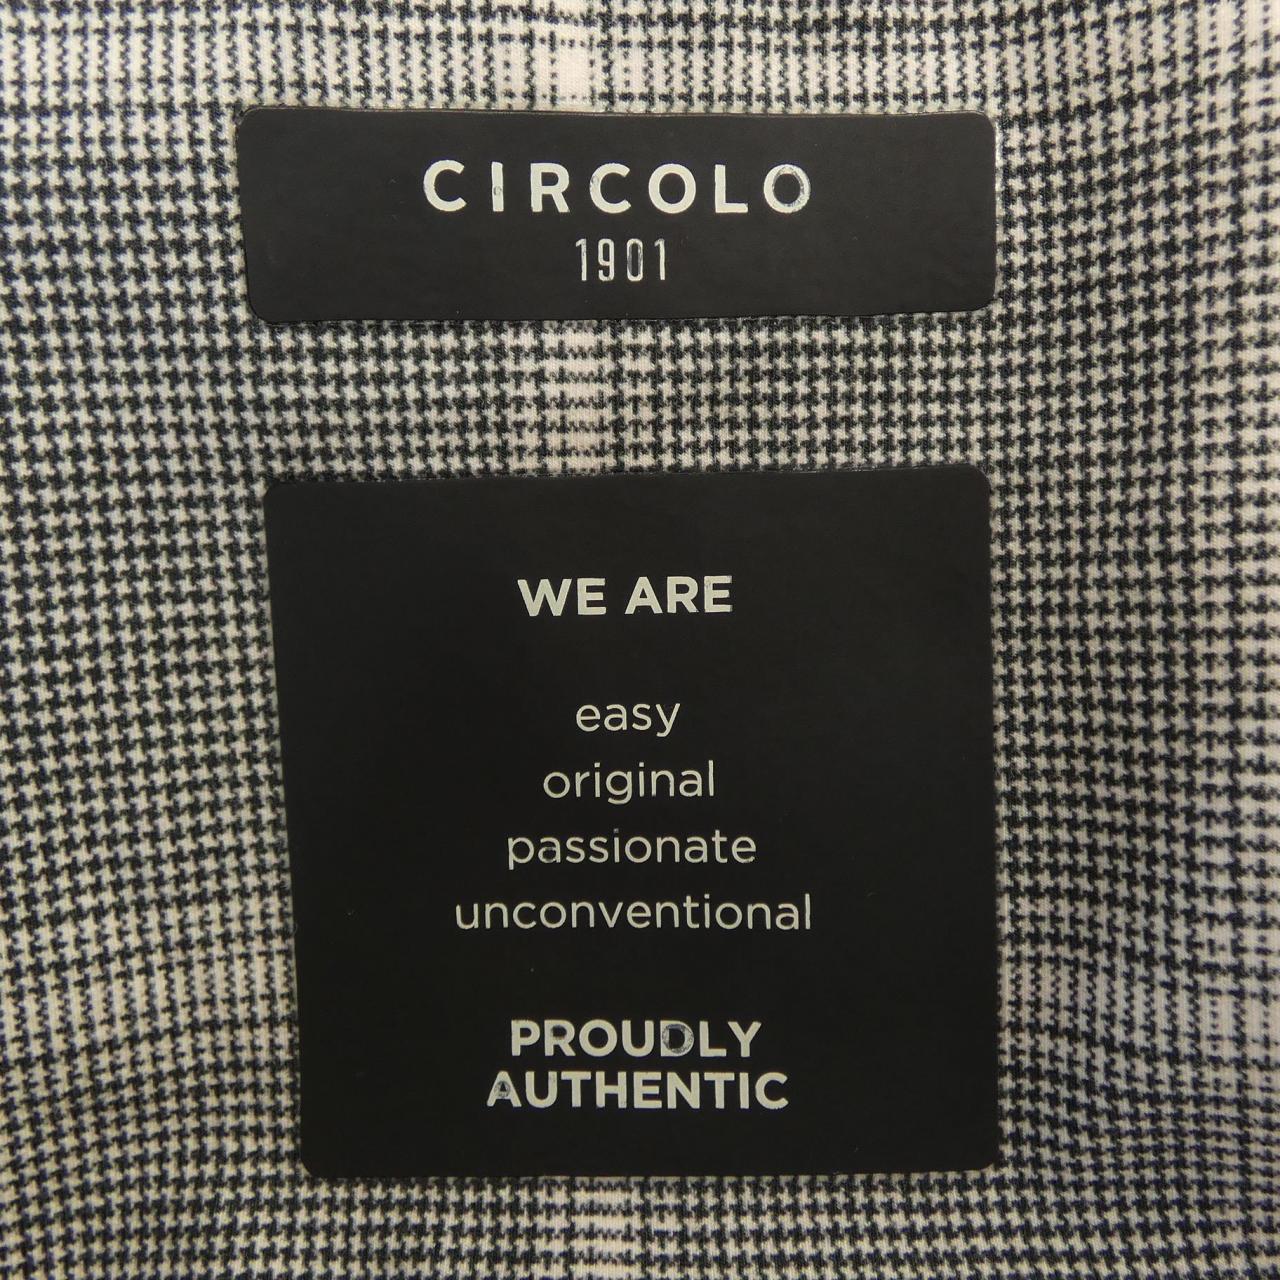 CIRCOLO
1901
WE ARE
easy
original
passionate
unconventional
PROUDLY
AUTHENTIC